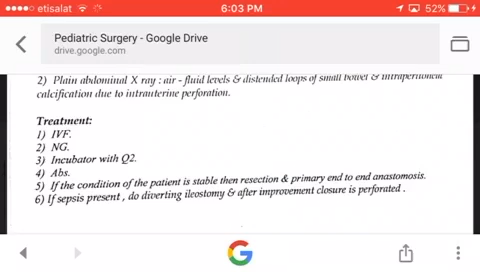 etisalat
6:03 PM
52%
Pediatric Surgery - Google Drive
drive.google.com
2) Plain abdominal X ray : air - fluid levels & distended loops of small bowel & intraperitoneal
calcification due to intrauterine perforation.
Treatment:
1) IVF.
2) NG.
3) Incubator with Q2.
4) Abs.
5) If the condition of the patient is stable then resection & primary end to end anastomosis.
6) If sepsis present, do diverting ileostomy & after improvement closure is perforated .
G